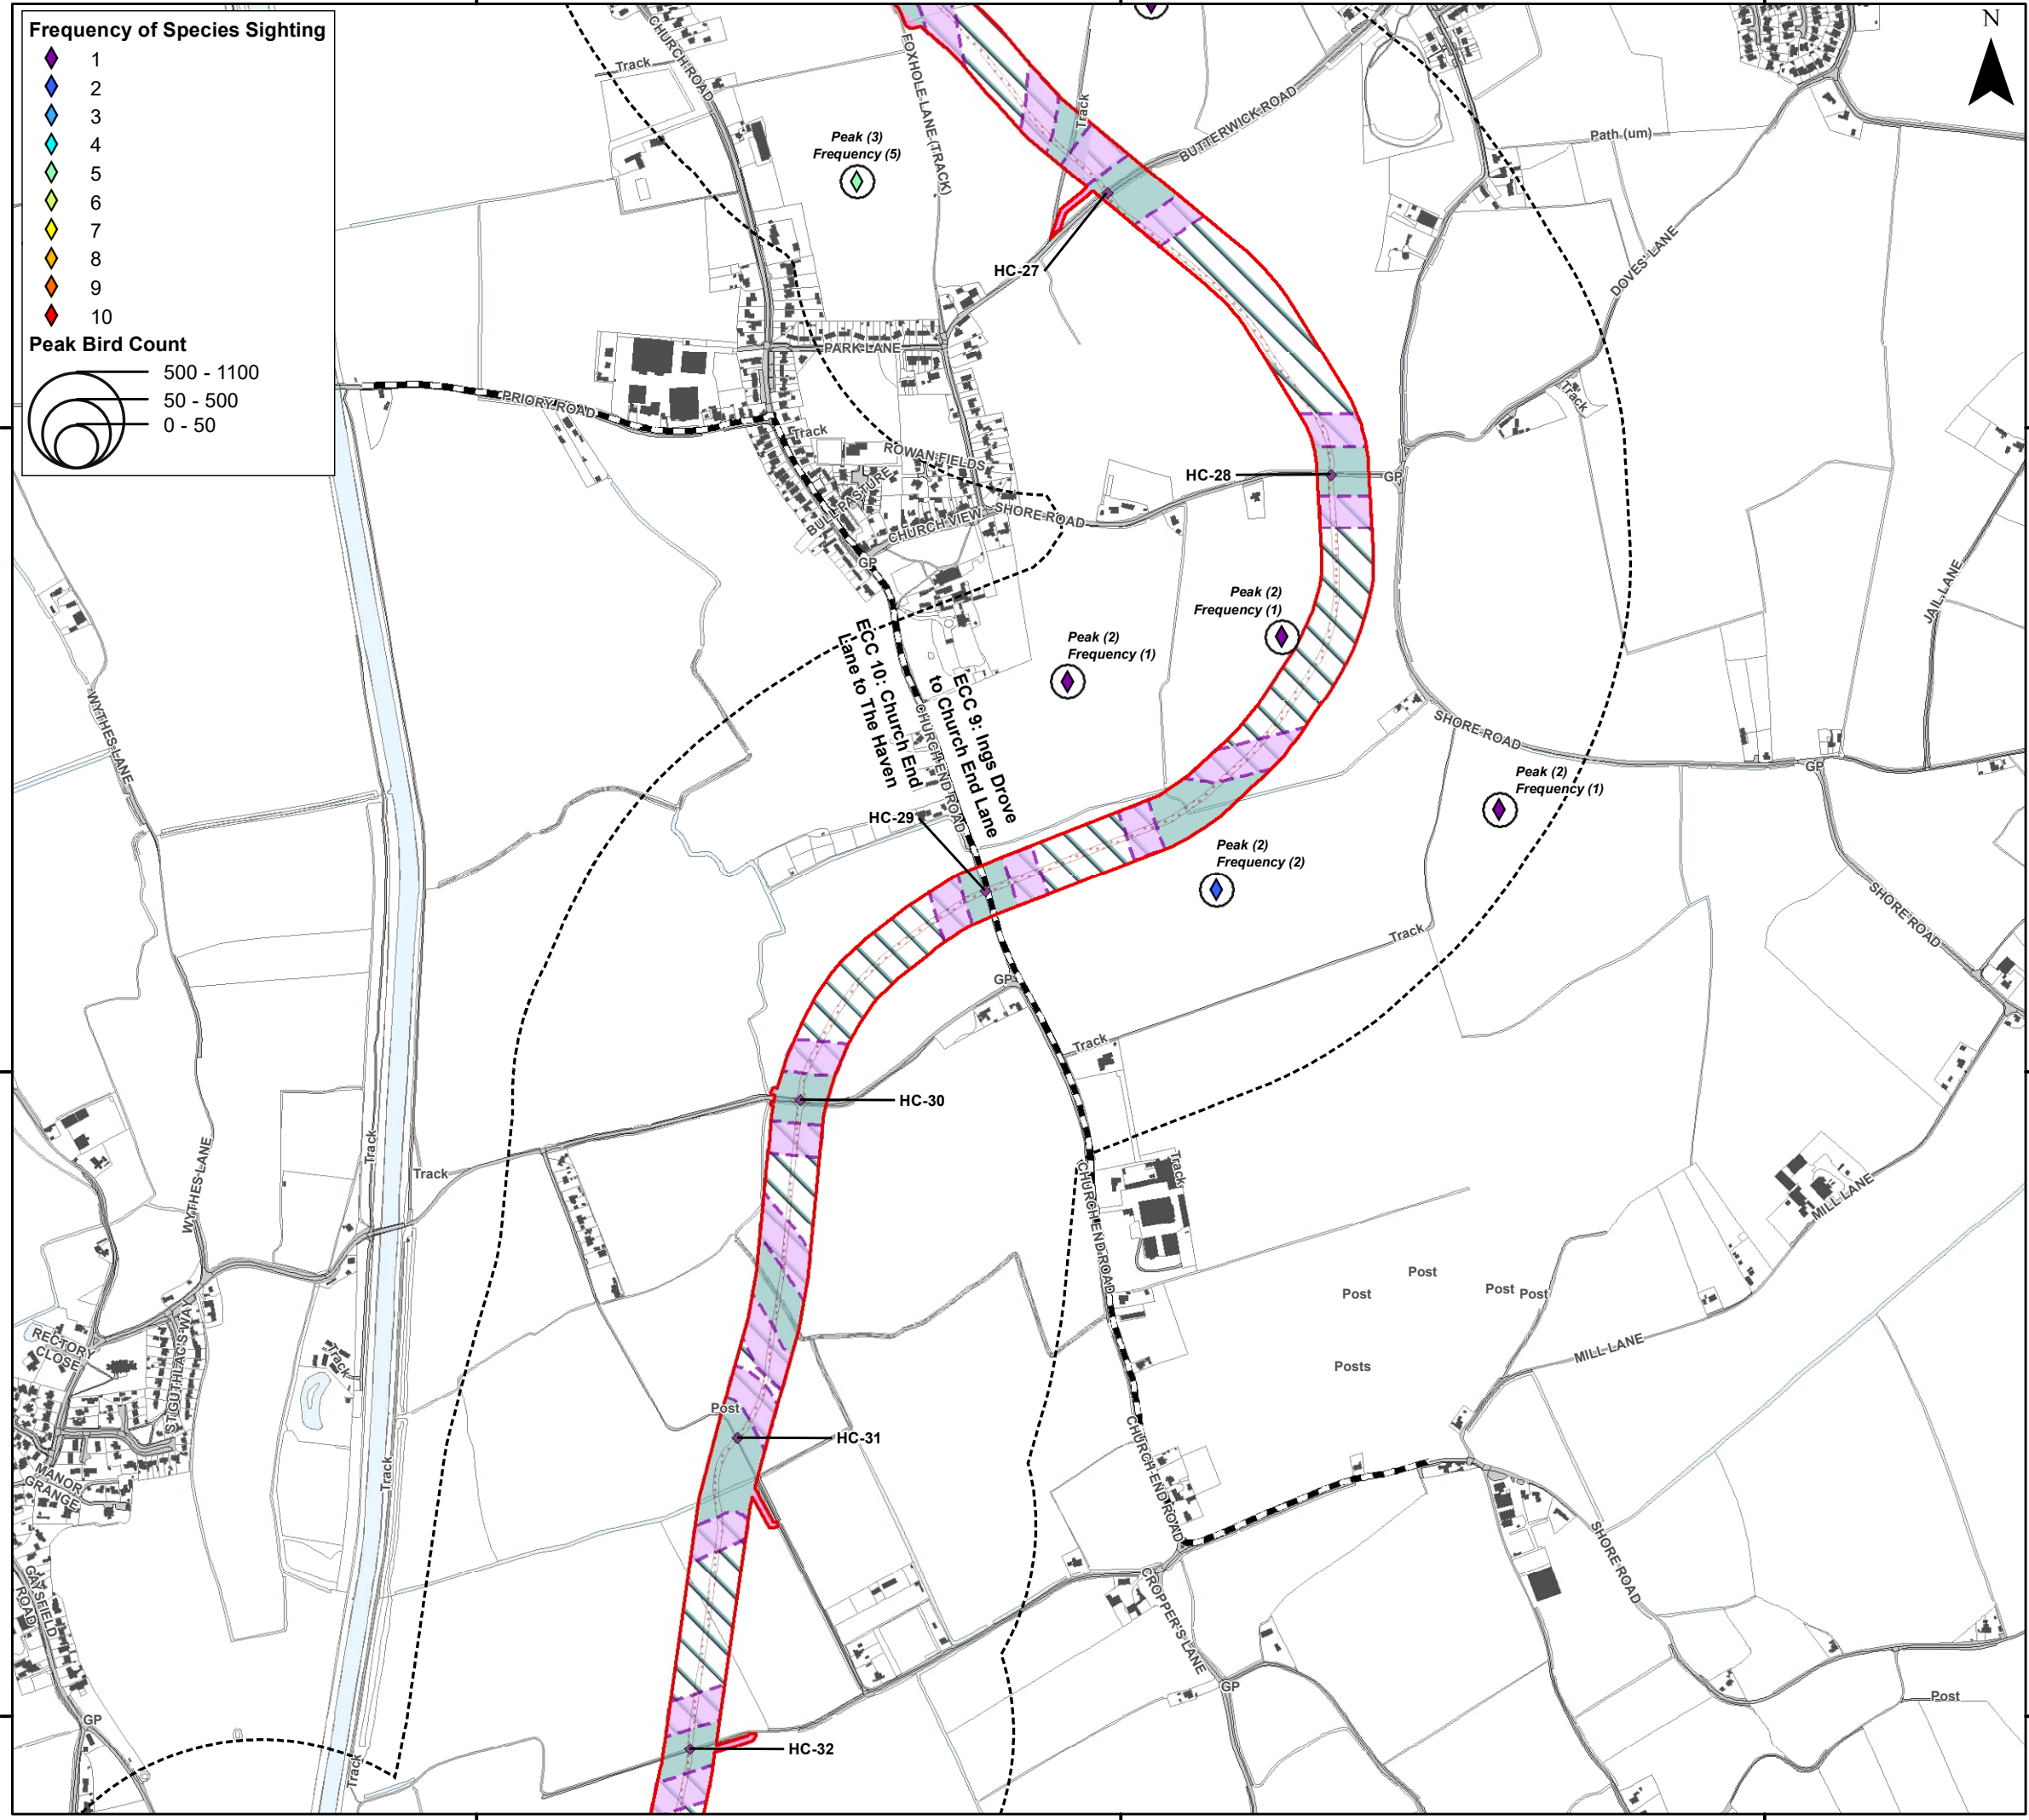 Frequency of Species Sighting
1
2
3
4
5
6
7
8
9
10
Peak Bird Count
500 - 1100
50 - 500
0 - 50
N
CHURCH ROAD
Track
FOXHOLE LANE (TRACK)
Track
BUTTERWICK ROAD
Path (um)
Peak (3)
Frequency (5)
HC-27
DOVES' LANE
PARK LANE
PRIORY ROAD
Track
Track
ROWAN FIELDS
BULL PASTURE
CHURCH VIEW
SHORE ROAD
HC-28
GP
GP
JAIL LANE
Peak (2)
Frequency (1)
Peak (2)
Frequency (1)
ECC 10: Church End
Lane to The Haven
ECC 9: Ings Drove
to Church End Lane
CHURCH END ROAD
WYTHES LANE
SHORE ROAD
GP
Peak (2)
Frequency (1)
HC-29
Peak (2)
Frequency (2)
SHORE ROAD
Track
GP
Track
HC-30
Track
Track
WYTHES LANE
Track
CHURCH END ROAD
MILL LANE
Post
Post
Post
Post
Posts
MILL LANE
RECTORY
CLOSE
Track
ST GUTHLACS WAY
Post
HC-31
CHURCH END ROAD
MANOR
GRANGE
Track
SHORE ROAD
GAYSFIELD
ROAD
CROPPER'S LANE
GP
Post
GP
HC-32
Track